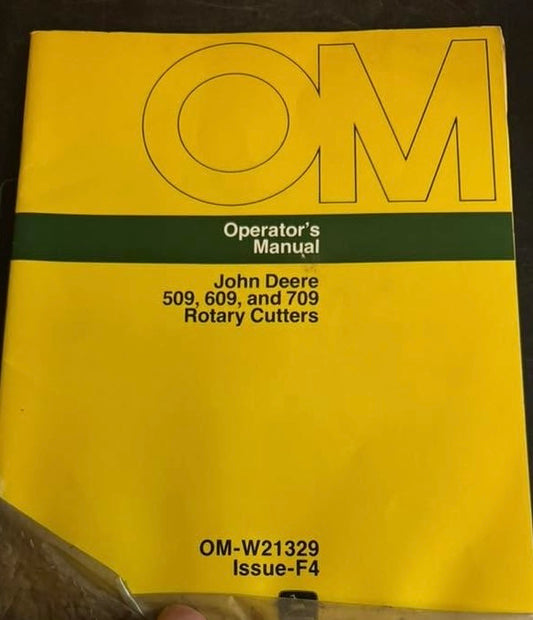 OM
Operator's
Manual
John Deere
509, 609, and 709
Rotary Cutters
OM-W21329
Issue-F4